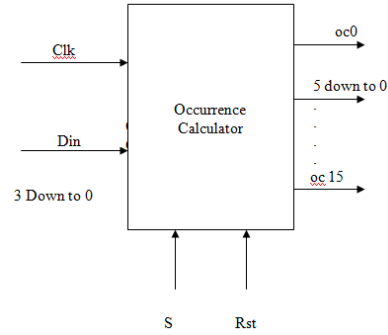 oc0
Clk
5 down to 0
Occurrence
Calculator
Din
oc 15
3 Down to 0
S
Rst